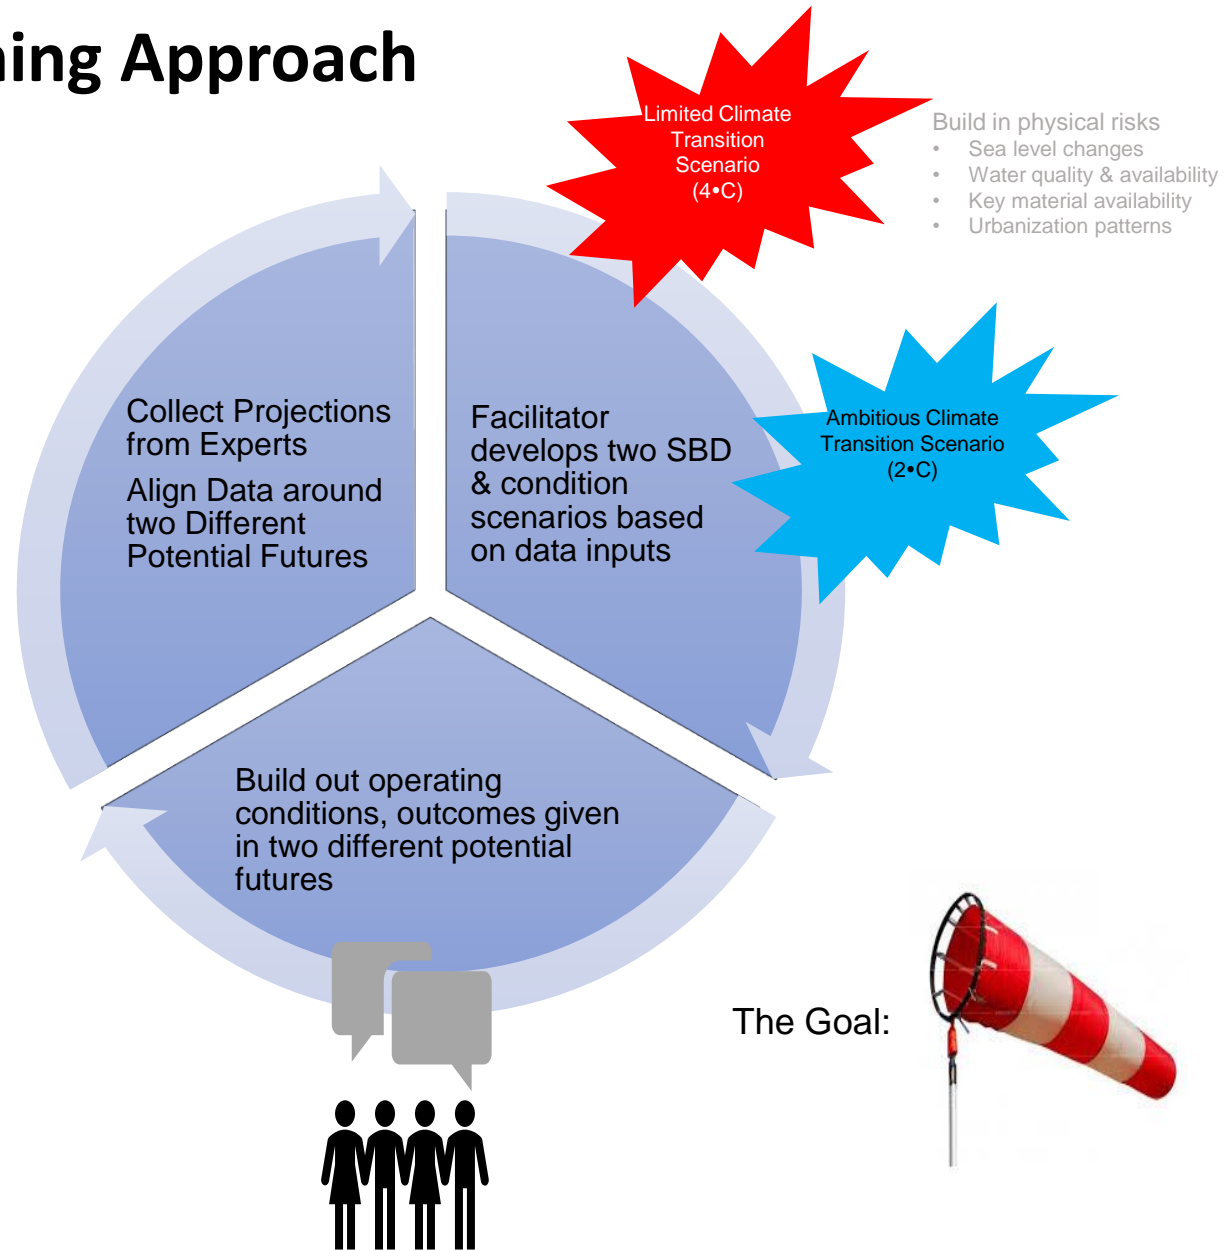 ning Approach
Limited Climate
Transition
Scenario
(4•C)
Build in physical risks
• Sea level changes
• Water quality & availability
• Key material availability
• Urbanization patterns
Collect Projections
from Experts
Align Data around
two Different
Potential Futures
Facilitator
develops two SBD
& condition
scenarios based
on data inputs
Ambitious Climate
Transition Scenario
(2•C)
Build out operating
conditions, outcomes given
in two different potential
futures
The Goal: